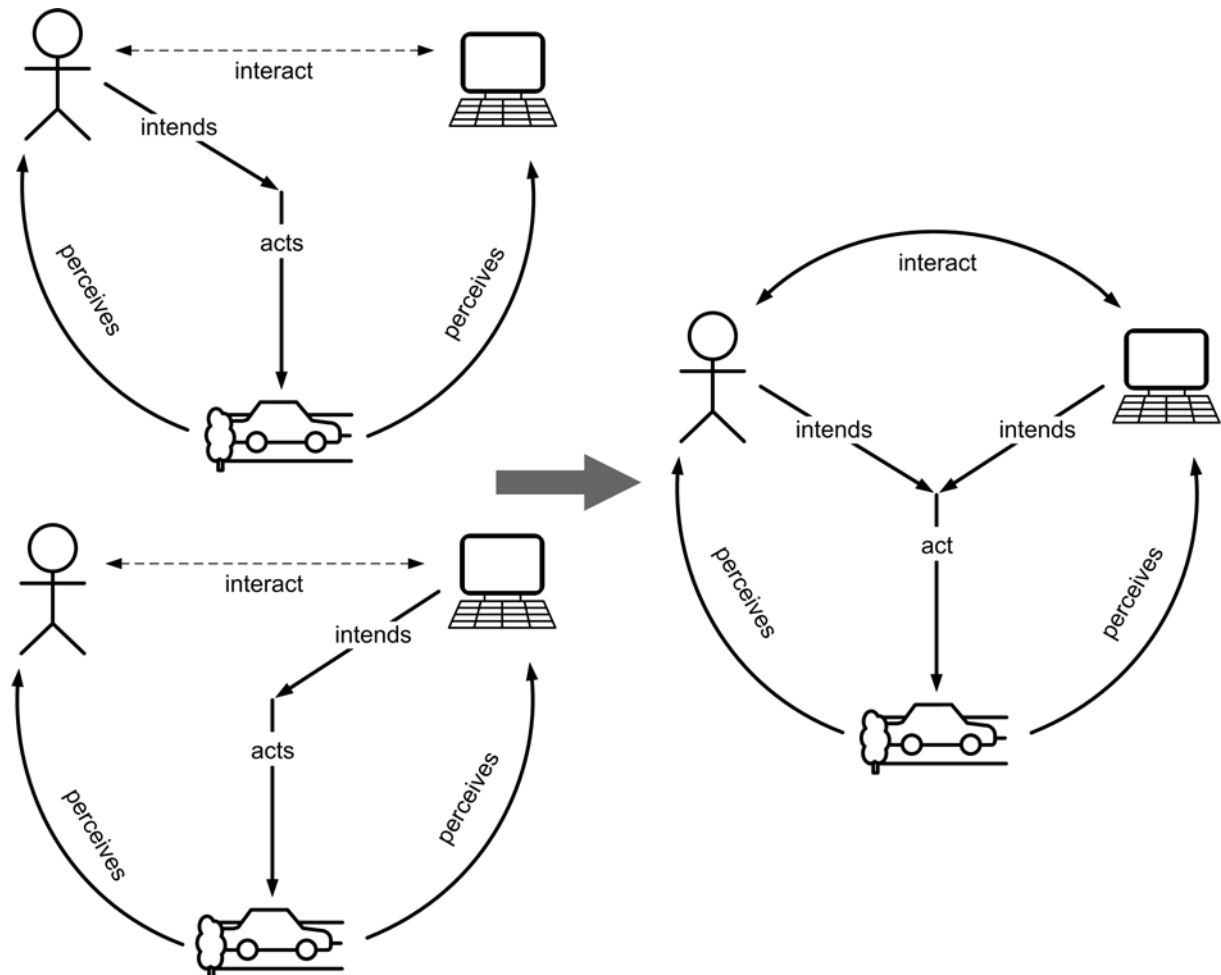 interact
intends
acts
perceives
perceives
interact
intends
acts
perceives
perceives
interact
intends
intends
act
perceives
perceives